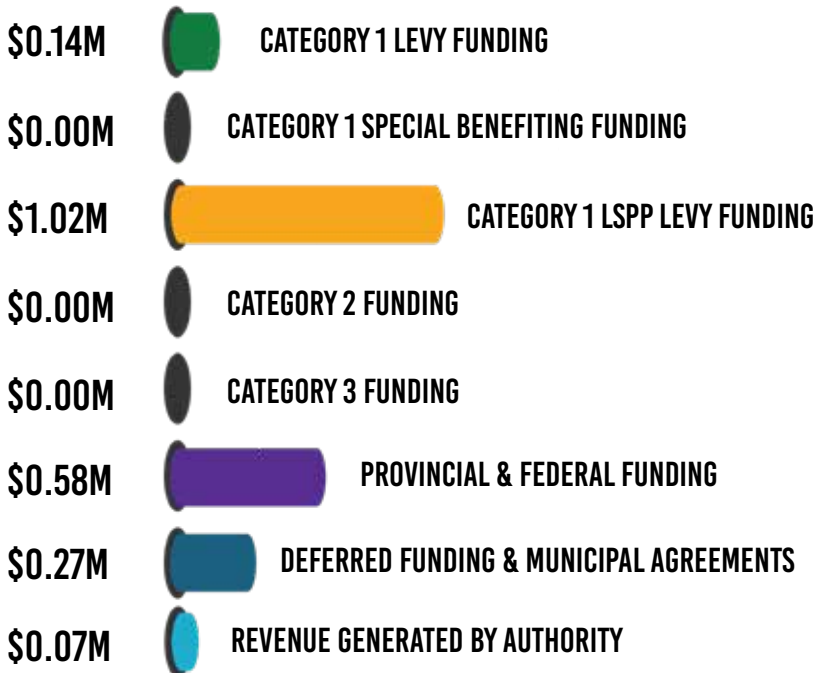 $0.14M CATEGORY 1 LEVY FUNDING
$0.00M CATEGORY 1 SPECIAL BENEFITING FUNDING
$1.02M CATEGORY 1 LSPP LEVY FUNDING
$0.00M CATEGORY 2 FUNDING
$0.00M CATEGORY 3 FUNDING
$0.58M PROVINCIAL & FEDERAL FUNDING
$0.27M DEFERRED FUNDING & MUNICIPAL AGREEMENTS
$0.07M REVENUE GENERATED BY AUTHORITY